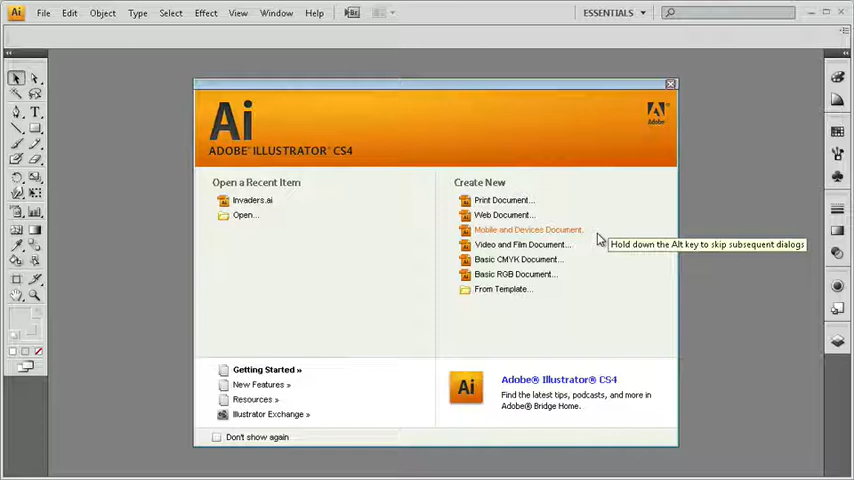 Ai File Edit Object Type Select Effect View Window Help Br ESSENTIALS
Ai
ADOBE® ILLUSTRATOR® CS4
Adobe
Open a Recent Item
Invaders.ai
Open...
Create New
Print Document...
Web Document...
Mobile and Devices Document.
Video and Film Document...
Basic CMYK Document...
Basic RGB Document...
From Template...
Hold down the Alt key to skip subsequent dialogs
Getting Started »
New Features »
Resources »
Illustrator Exchange »
Ai
Adobe® Illustrator® CS4
Find the latest tips, podcasts, and more in
Adobe® Bridge Home.
Don't show again